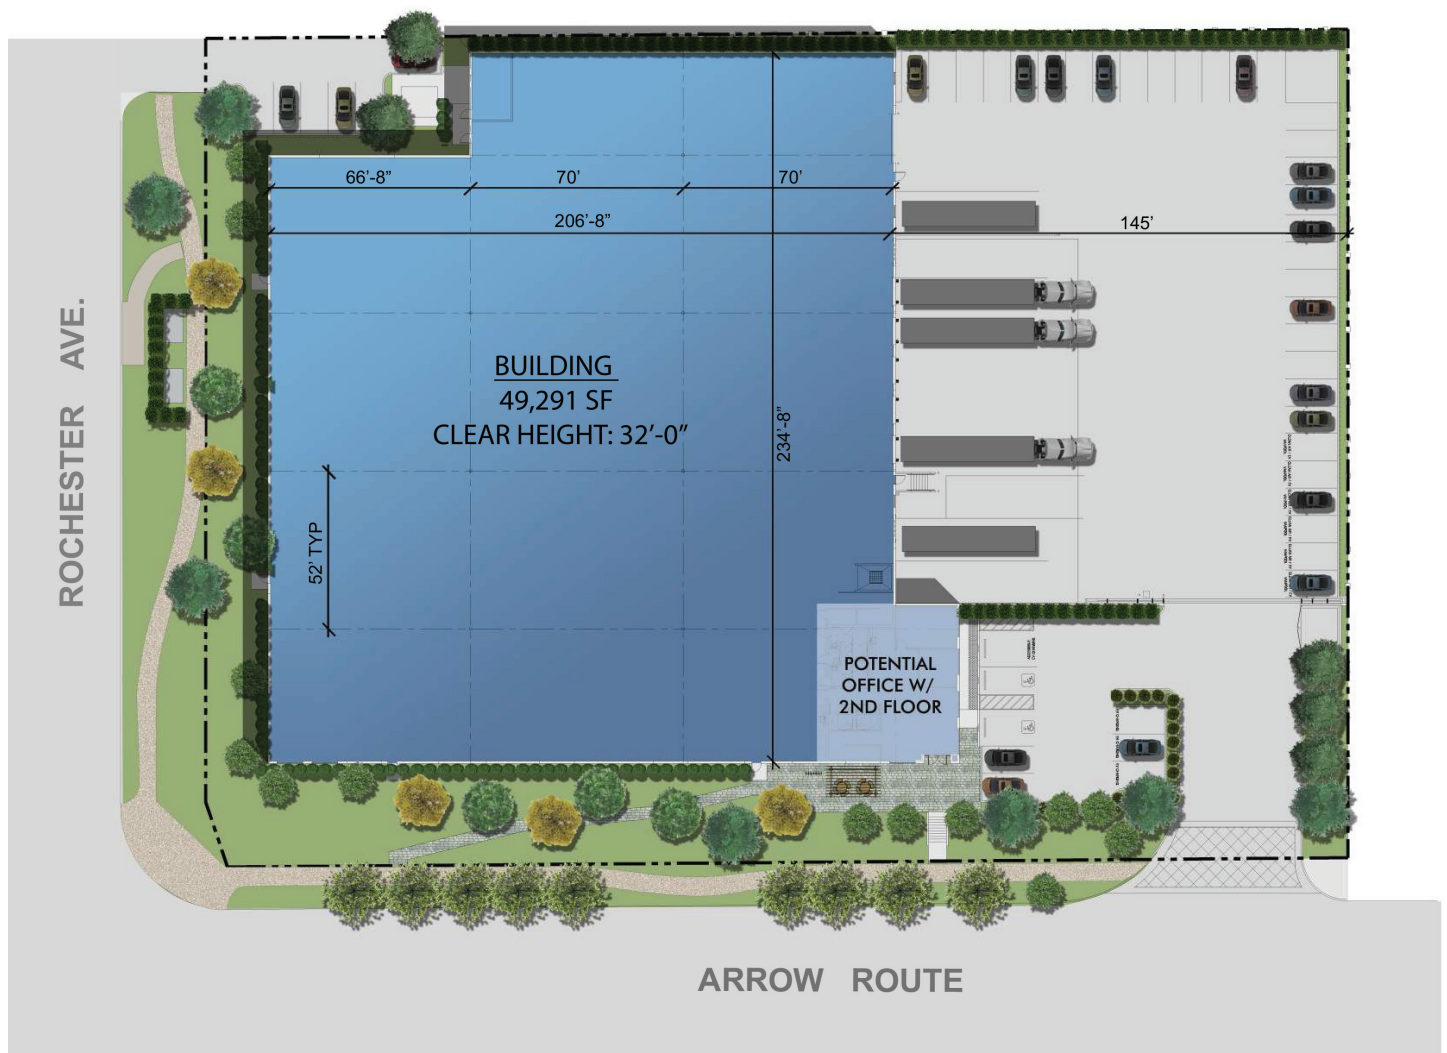 66'-8"
70'
70'
206'-8"
145'
ROCHESTER AVE.
BUILDING
49,291 SF
CLEAR HEIGHT: 32'-0"
234'-8"
52' TYP
POTENTIAL
OFFICE W/
2ND FLOOR
ARROW ROUTE